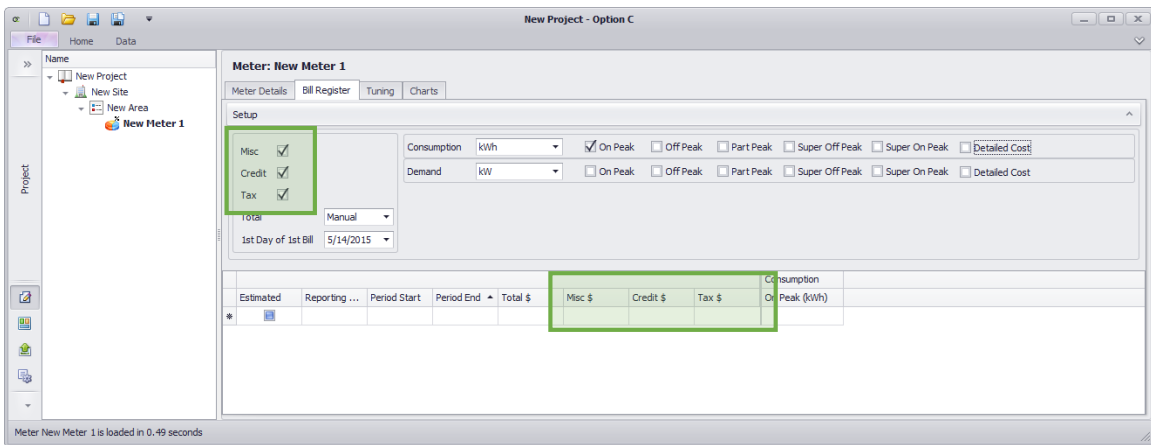 New Project - Option C
File Home Data
Name
New Project
New Site
New Area
New Meter 1
Project
Meter: New Meter 1
Meter Details Bill Register Tuning Charts
Setup
Misc
Credit
Tax
Total Manual
1st Day of 1st Bill 5/14/2015
Consumption kWh On Peak Off Peak Part Peak Super Off Peak Super On Peak Detailed Cost
Demand kW On Peak Off Peak Part Peak Super Off Peak Super On Peak Detailed Cost
Consumption
Estimated Reporting ... Period Start Period End Total $ Misc $ Credit $ Tax $ On Peak (kWh)
Meter New Meter 1 is loaded in 0.49 seconds